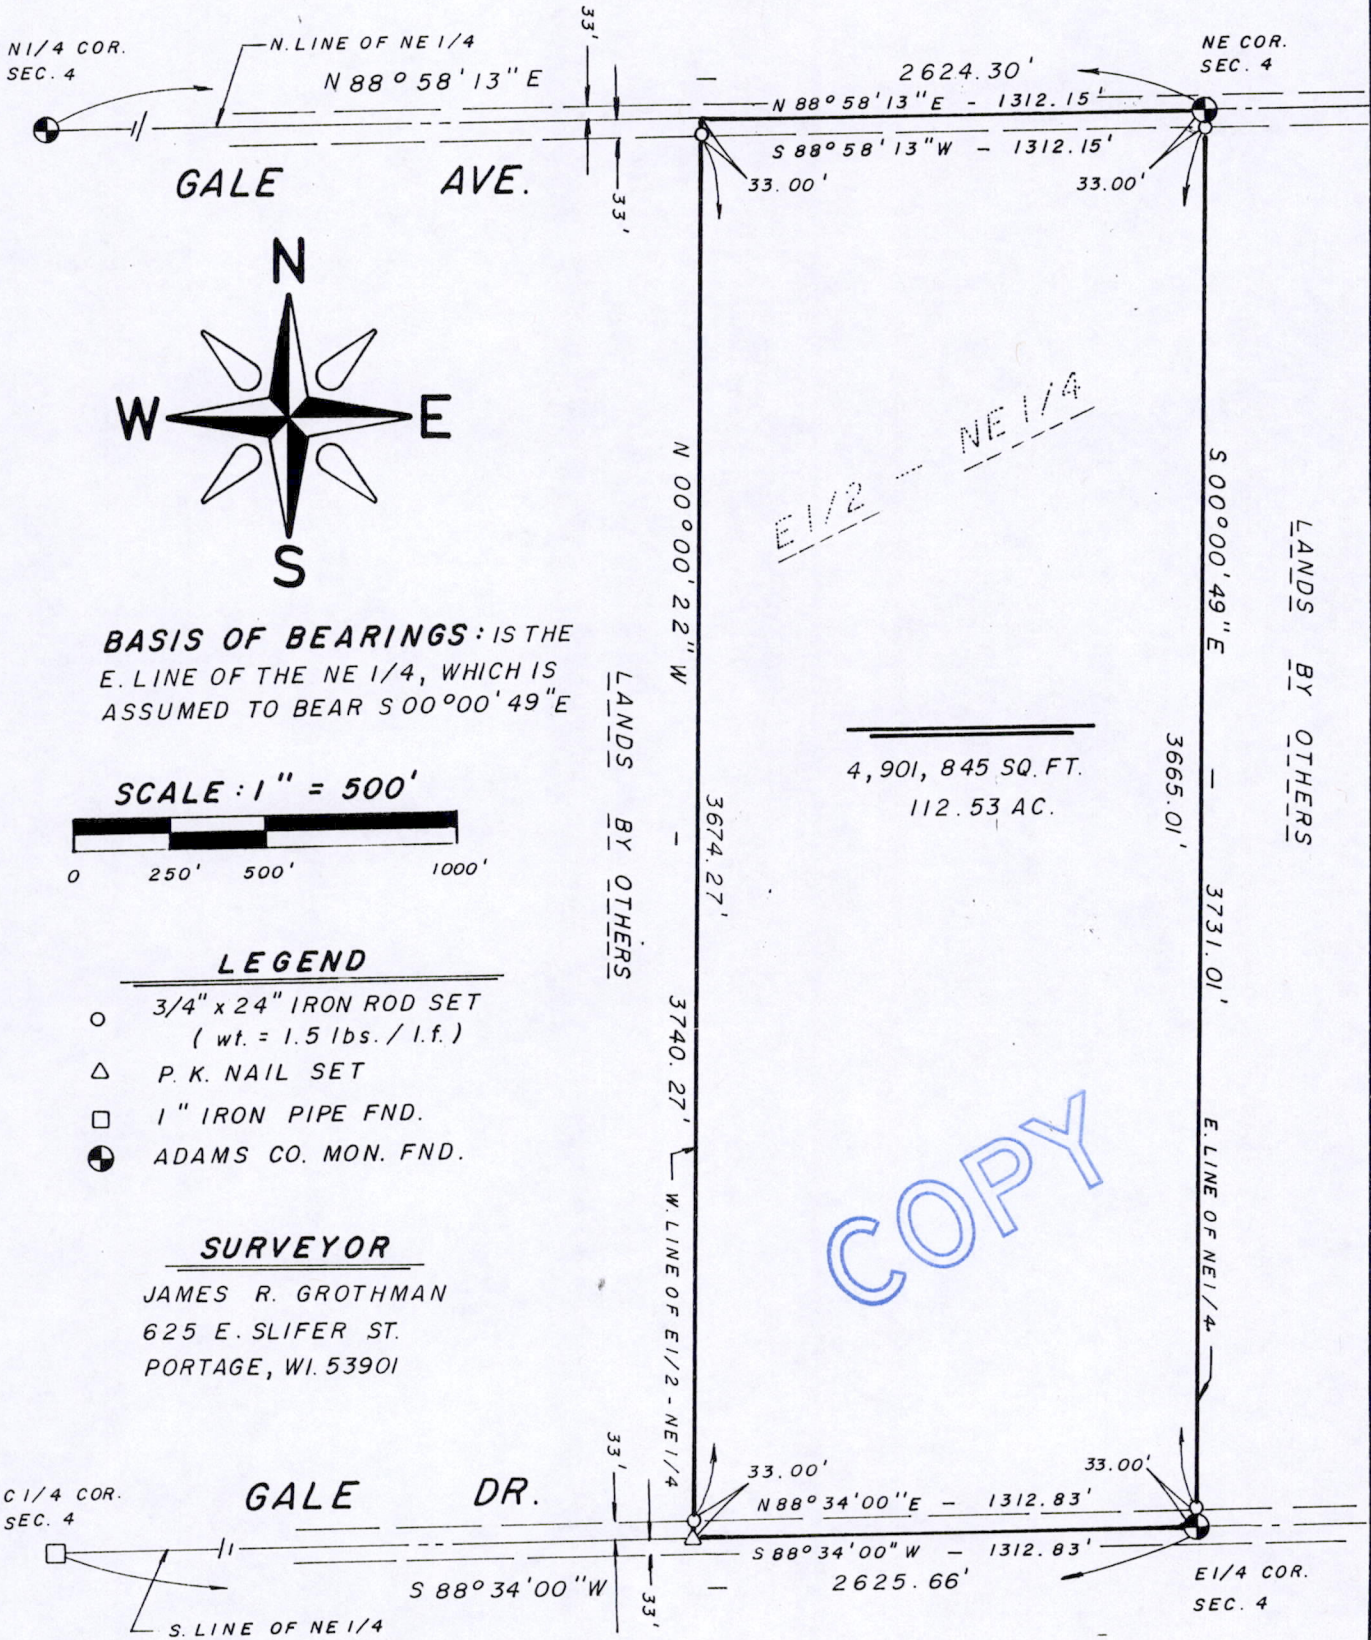 N1/4 COR.
SEC. 4
N. LINE OF NE 1/4
N 88° 58' 13" E
33'
33'
—
2624.30'
NE COR.
SEC. 4
N 88° 58' 13" E - 1312.15'
S 88° 58' 13" W - 1312.15'
33.00'
33.00'
GALE AVE.
N
W
E
S
E 1/2 — NE 1/4
N 00° 00' 22" W - 3740.27'
3674.27'
S 00° 00' 49" E — 3731.01'
3665.01'
LANDS BY OTHERS
LANDS BY OTHERS
BASIS OF BEARINGS: IS THE
E. LINE OF THE NE 1/4, WHICH IS
ASSUMED TO BEAR S 00° 00' 49" E
4,901,845 SQ. FT.
112.53 AC.
SCALE: 1" = 500'
0 250' 500' 1000'
LEGEND
3/4" x 24" IRON ROD SET
( wt. = 1.5 lbs. / l.f. )
P. K. NAIL SET
1" IRON PIPE FND.
ADAMS CO. MON. FND.
W. LINE OF E1/2 - NE 1/4
E. LINE OF NE 1/4
COPY
SURVEYOR
JAMES R. GROTHMAN
625 E. SLIFER ST.
PORTAGE, WI. 53901
C 1/4 COR.
SEC. 4
GALE DR.
33'
33'
33.00'
33.00'
N 88° 34' 00" E - 1312.83'
S 88° 34' 00" W - 1312.83'
S 88° 34' 00" W — 2625.66'
E1/4 COR.
SEC. 4
S. LINE OF NE 1/4